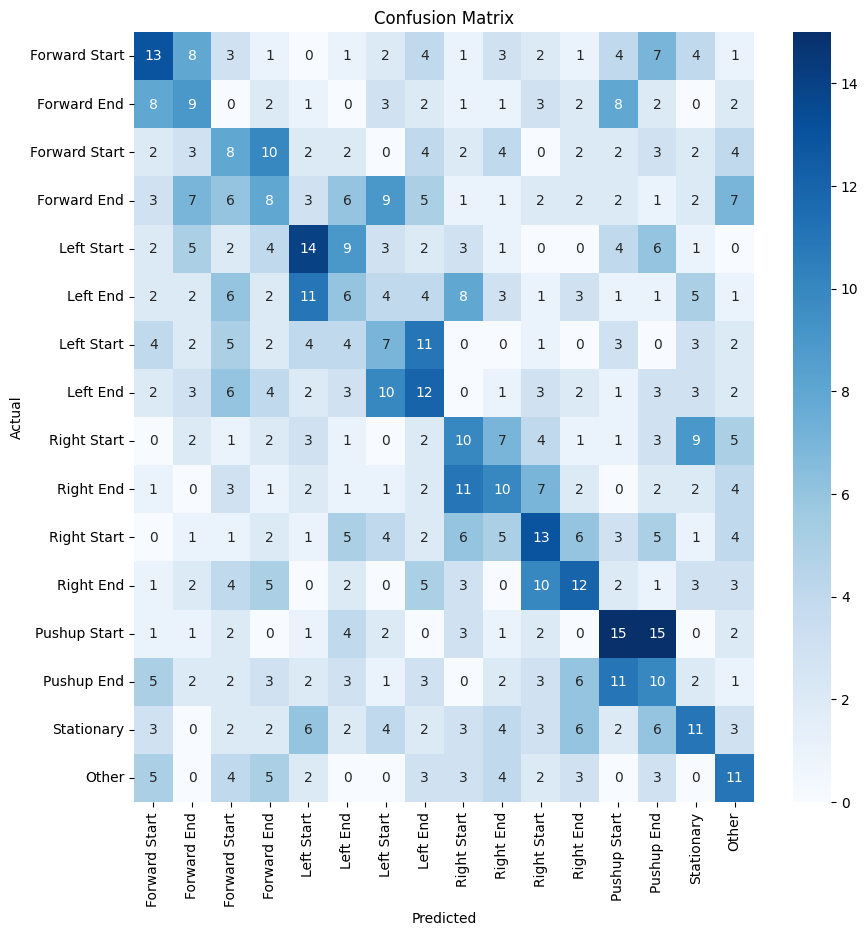 Confusion Matrix
Forward Start 13 8 3 1 0 1 2 4 1 3 2 1 4 7 4 1
Forward End 8 9 0 2 1 0 3 2 1 1 3 1 8 2 0 2
Forward Start 2 3 8 10 2 2 0 4 2 4 0 2 2 3 2 4
Forward End 3 7 6 8 3 6 9 5 1 1 2 2 2 1 2 7
Left Start 2 5 2 4 14 9 3 2 3 1 0 0 4 6 1 0
Left End 2 2 6 2 11 6 4 4 8 3 1 3 1 1 5 1
Left Start 4 2 5 2 4 4 7 11 0 0 1 0 3 0 3 2
Left End 2 3 6 4 2 3 10 12 0 1 3 2 1 3 3 2
Right Start 0 2 1 2 3 1 0 2 10 7 4 1 1 3 9 5
Right End 1 0 3 1 2 1 1 2 11 10 7 2 0 2 2 4
Right Start 0 1 1 2 1 5 4 2 6 5 13 6 3 5 1 4
Right End 1 2 4 5 0 2 0 5 3 0 10 12 2 1 3 3
Pushup Start 1 1 2 0 1 4 2 0 3 1 2 0 15 15 0 2
Pushup End 5 2 2 3 2 3 1 3 0 2 3 6 11 10 2 1
Stationary 3 0 2 2 6 2 4 2 3 4 3 6 2 6 11 3
Other 5 0 4 5 2 0 0 3 3 4 2 3 0 3 0 11
Actual
Forward Start
Forward End
Forward Start
Forward End
Left Start
Left End
Left Start
Left End
Right Start
Right End
Right Start
Right End
Pushup Start
Pushup End
Stationary
Other
Predicted
14
12
10
8
6
4
2
0